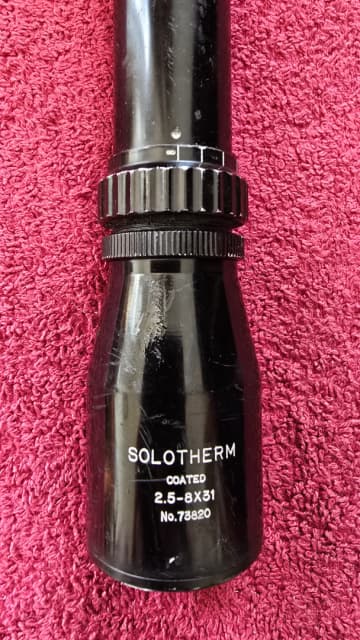 SOLOTHERM
COATED
2.5-8X31
No.73820